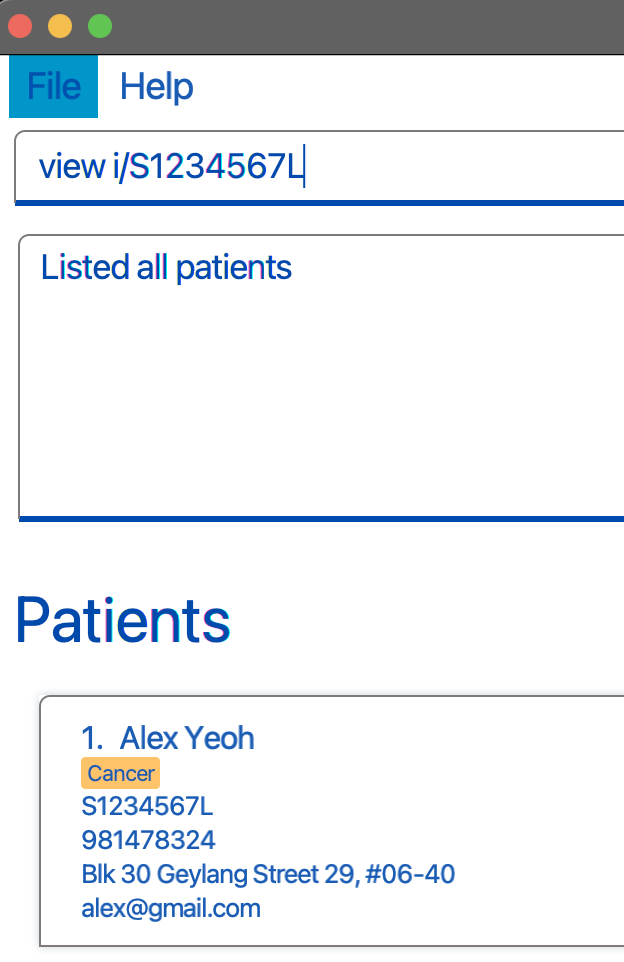 File Help
view i/S1234567L
Listed all patients
Patients
1. Alex Yeoh
Cancer
S1234567L
981478324
Blk 30 Geylang Street 29, #06-40
alex@gmail.com